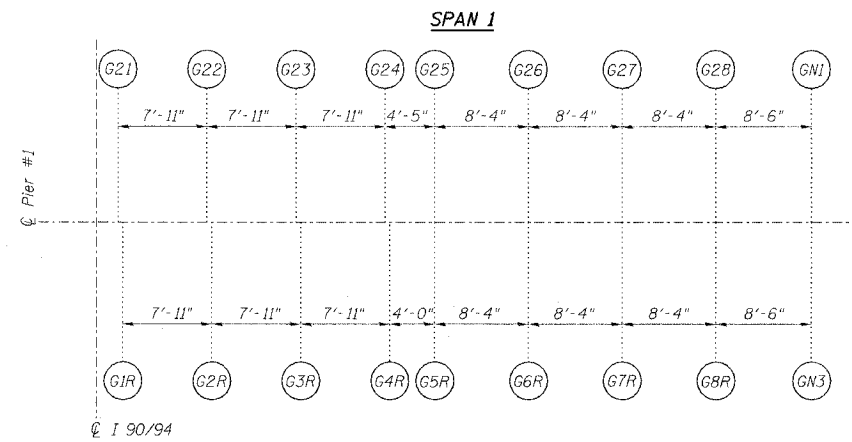 SPAN 1
G21 G22 G23 G24 G25 G26 G27 G28 GN1
7'-11" 7'-11" 7'-11" 4'-5" 8'-4" 8'-4" 8'-4" 8'-6"
℄ Pier #1
7'-11" 7'-11" 7'-11" 4'-0" 8'-4" 8'-4" 8'-4" 8'-6"
G1R G2R G3R G4R G5R G6R G7R G8R GN3
℄ I 90/94